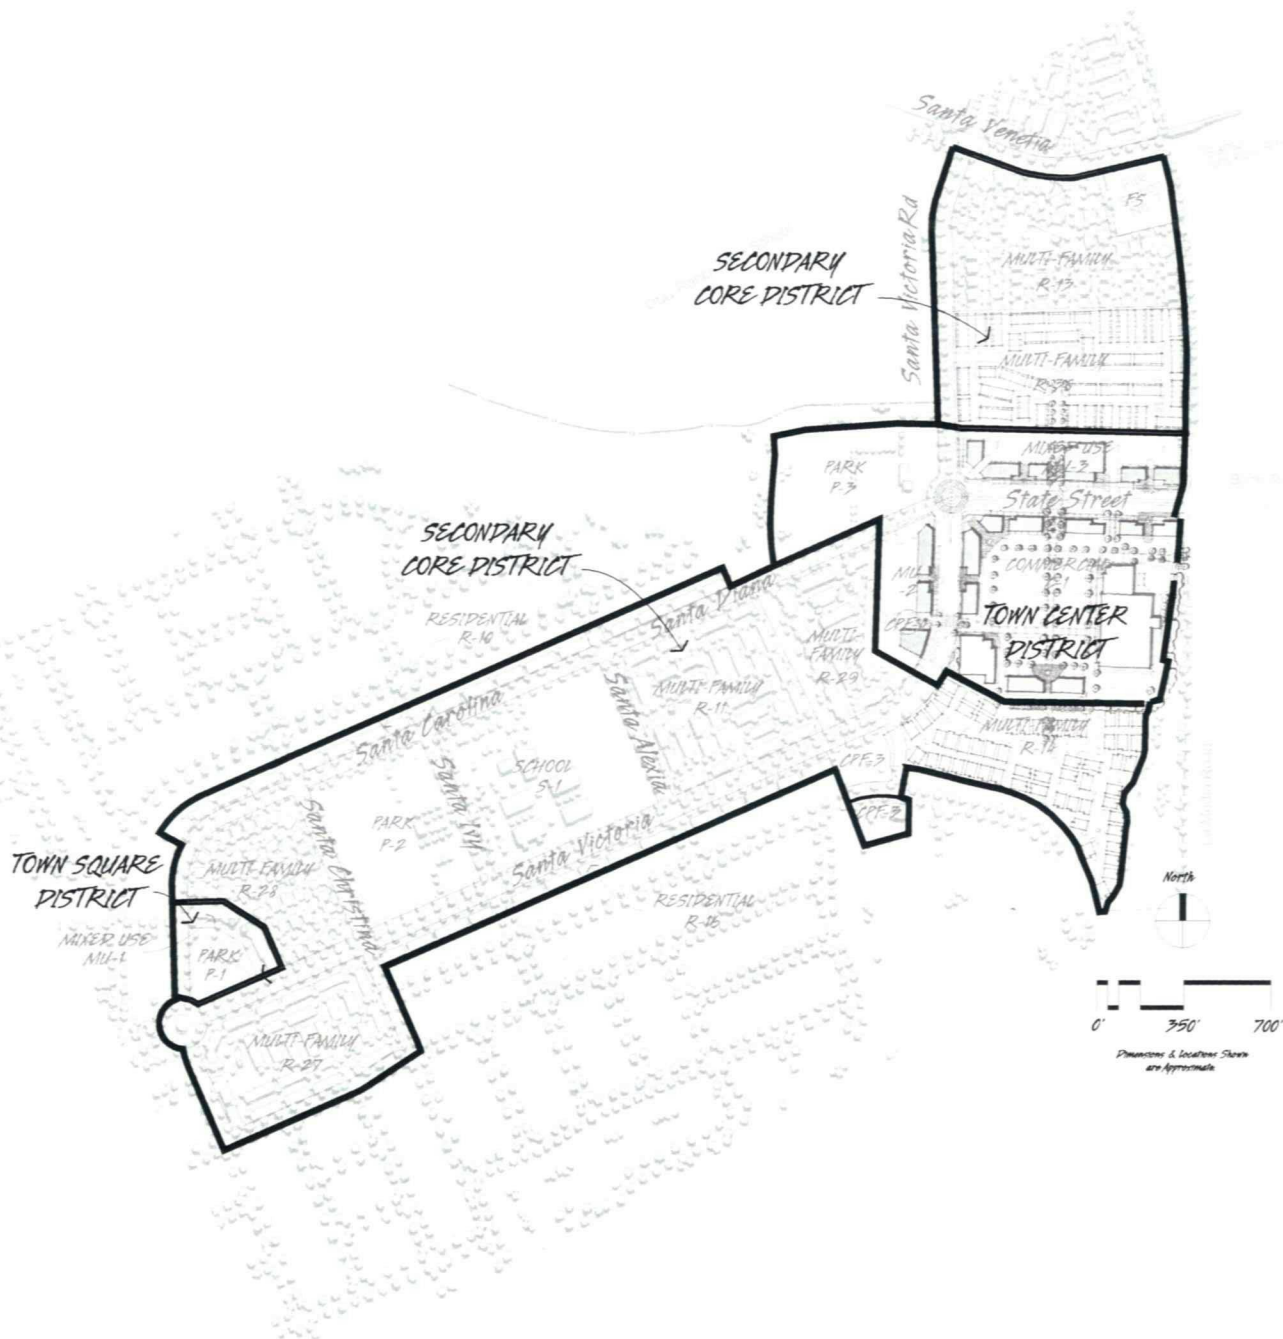 Santa Venetia
FS
Santa Victoria Rd
MULTI-FAMILY
R-13
SECONDARY
CORE DISTRICT
MULTI-FAMILY
MIXED USE
MU-3
PARK
P-3
State Street
SECONDARY
CORE DISTRICT
COMMERCIAL
C-1
MU
-2
Santa Diana
TOWN CENTER
DISTRICT
RESIDENTIAL
MULTI-
FAMILY
R-29
MULTI-FAMILY
R-11
Santa Alexia
Santa Carolina
MULTI-FAMILY
SCHOOL
S-1
Santa Ivy
CPF-3
Santa Christina
PARK
P-2
Santa Victoria
TOWN SQUARE
DISTRICT
MULTI-FAMILY
R-28
RESIDENTIAL
MIXED USE
MU-1
PARK
P-1
North
MULTI-FAMILY
R-27
0' 350' 700'
Dimensions & Locations Shown
are Approximate